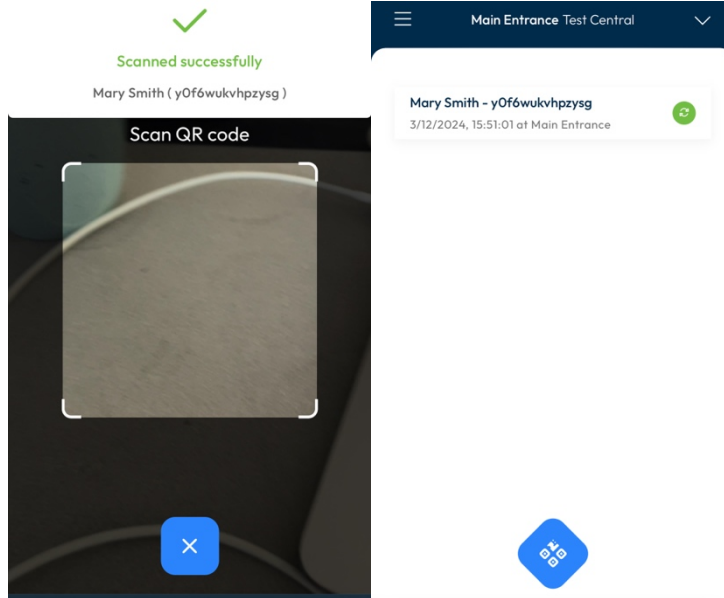 Scanned successfully
Mary Smith ( y0f6wukvhpzysg )
Scan QR code
Main Entrance Test Central
Mary Smith - y0f6wukvhpzysg
3/12/2024, 15:51:01 at Main Entrance